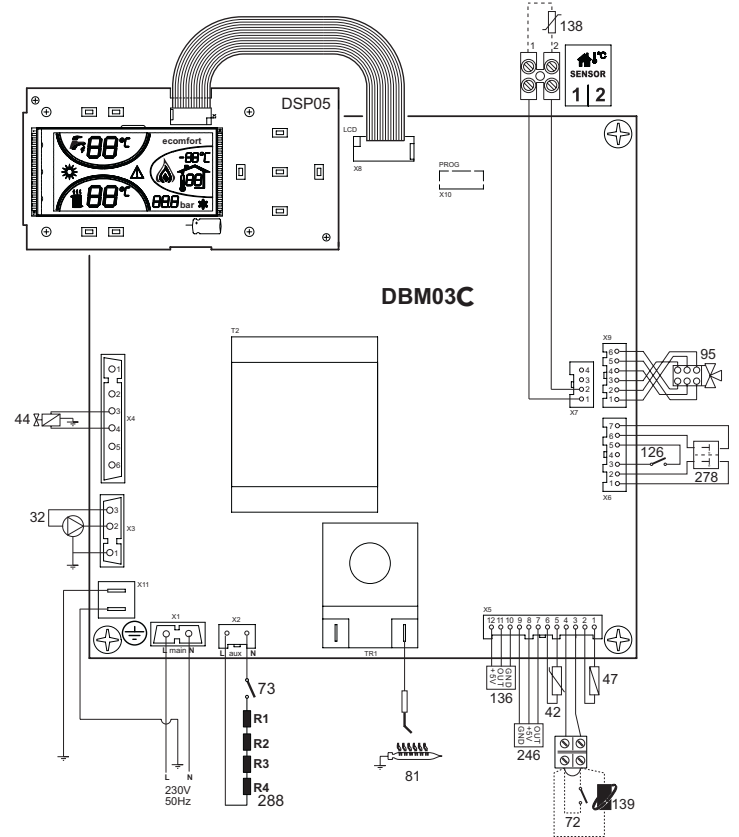 138
1 2
SENSOR
1 2
°C
DSP05
LCD
X8
PROG
X10
ecomfort
88°C
-88°C
88
88°C
88.8 bar
DBM03C
T2
X4
1
2
3
4
5
6
44
X3
3
2
1
32
X11
X1
L main N
X2
L aux N
TR1
X9
6
5
4
3
2
1
95
X7
4
3
2
1
X6
7
6
5
4
3
2
1
126
278
X5
12 11 10 9 8 7 6 5 4 3 2 1
+5V
OUT
GND
136
GND
+5V
OUT
246
42
47
72
139
73
R1
R2
R3
R4
288
81
L N
230V
50Hz